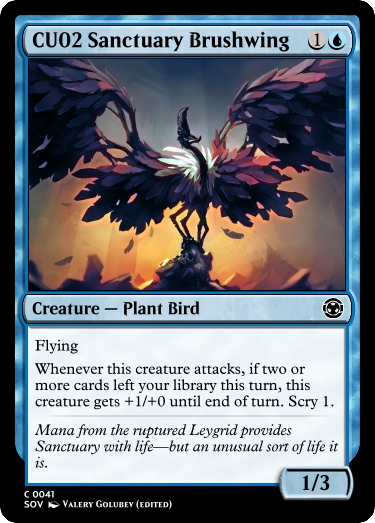 CU02 Sanctuary Brushwing 1
Creature — Plant Bird
Flying
Whenever this creature attacks, if two or
more cards left your library this turn, this
creature gets +1/+0 until end of turn. Scry 1.
Mana from the ruptured Leygrid provides
Sanctuary with life—but an unusual sort of life it
is.
1/3
C 0041
SOV VALERY GOLUBEV (EDITED)